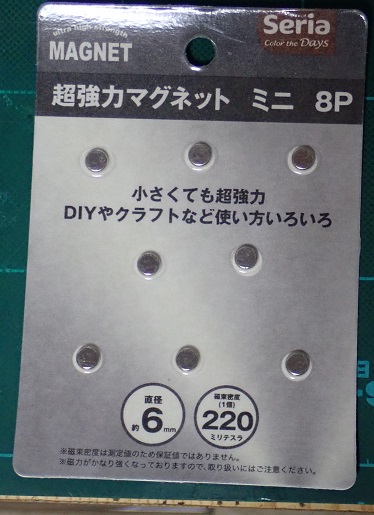 ultra high-strength
MAGNET
Seria
Color the Days
超強力マグネット ミニ 8P
小さくても超強力
DIYやクラフトなど使い方いろいろ
直径
約6mm
磁束密度
(1個)
220
ミリテスラ
※磁束密度は測定値のため保証値ではありません。
※磁力がかなり強くなっておりますので、取り扱いにはご注意ください。